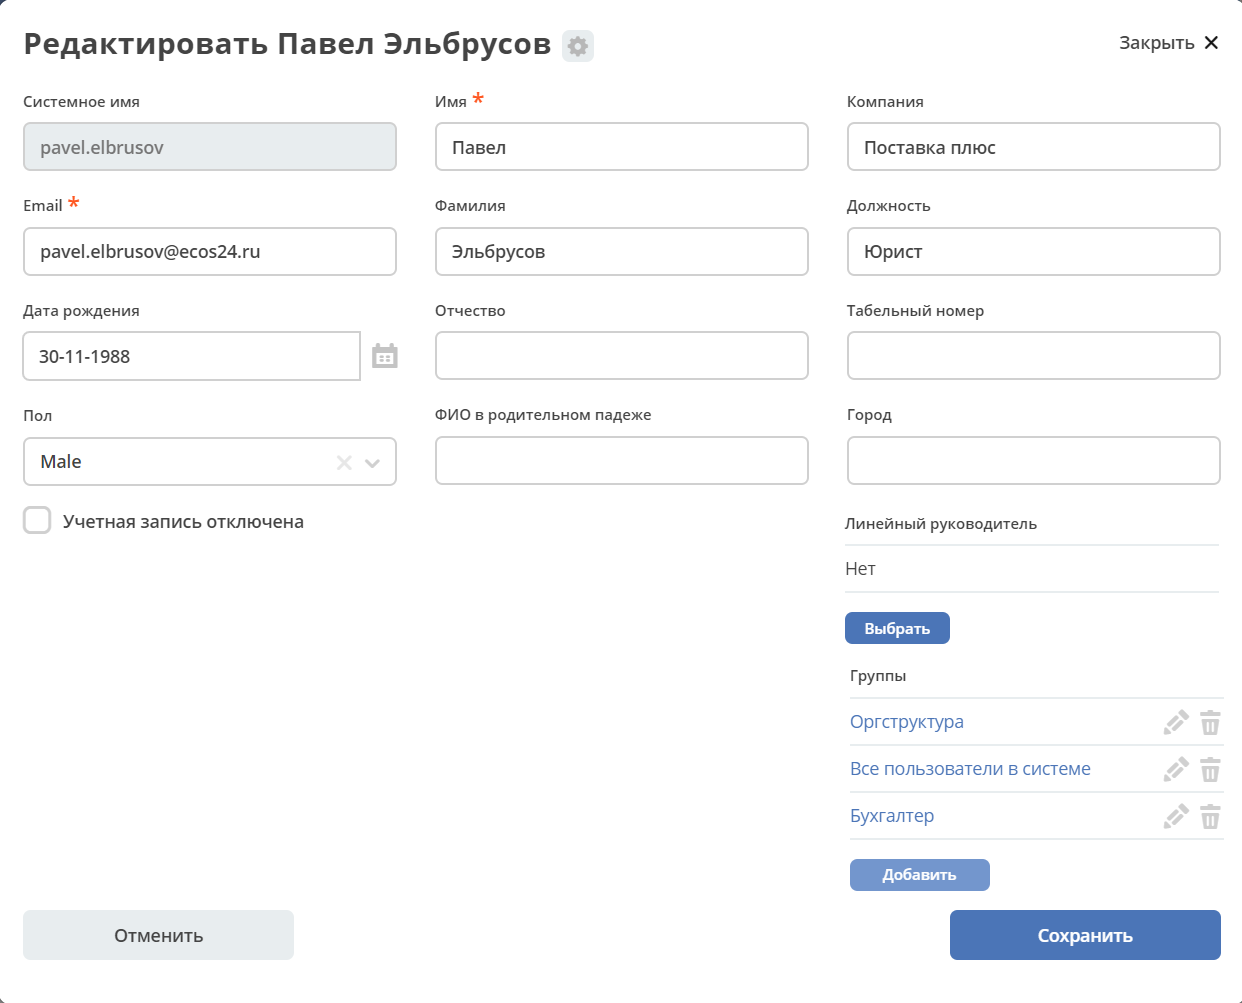 Редактировать Павел Эльбрусов
Закрыть
Системное имя
pavel.elbrusov
Имя *
Павел
Компания
Поставка плюс
Email *
pavel.elbrusov@ecos24.ru
Фамилия
Эльбрусов
Должность
Юрист
Дата рождения
30-11-1988
Отчество
Табельный номер
Пол
Male
ФИО в родительном падеже
Город
Учетная запись отключена
Линейный руководитель
Нет
Выбрать
Группы
Оргструктура
Все пользователи в системе
Бухгалтер
Добавить
Отменить
Сохранить